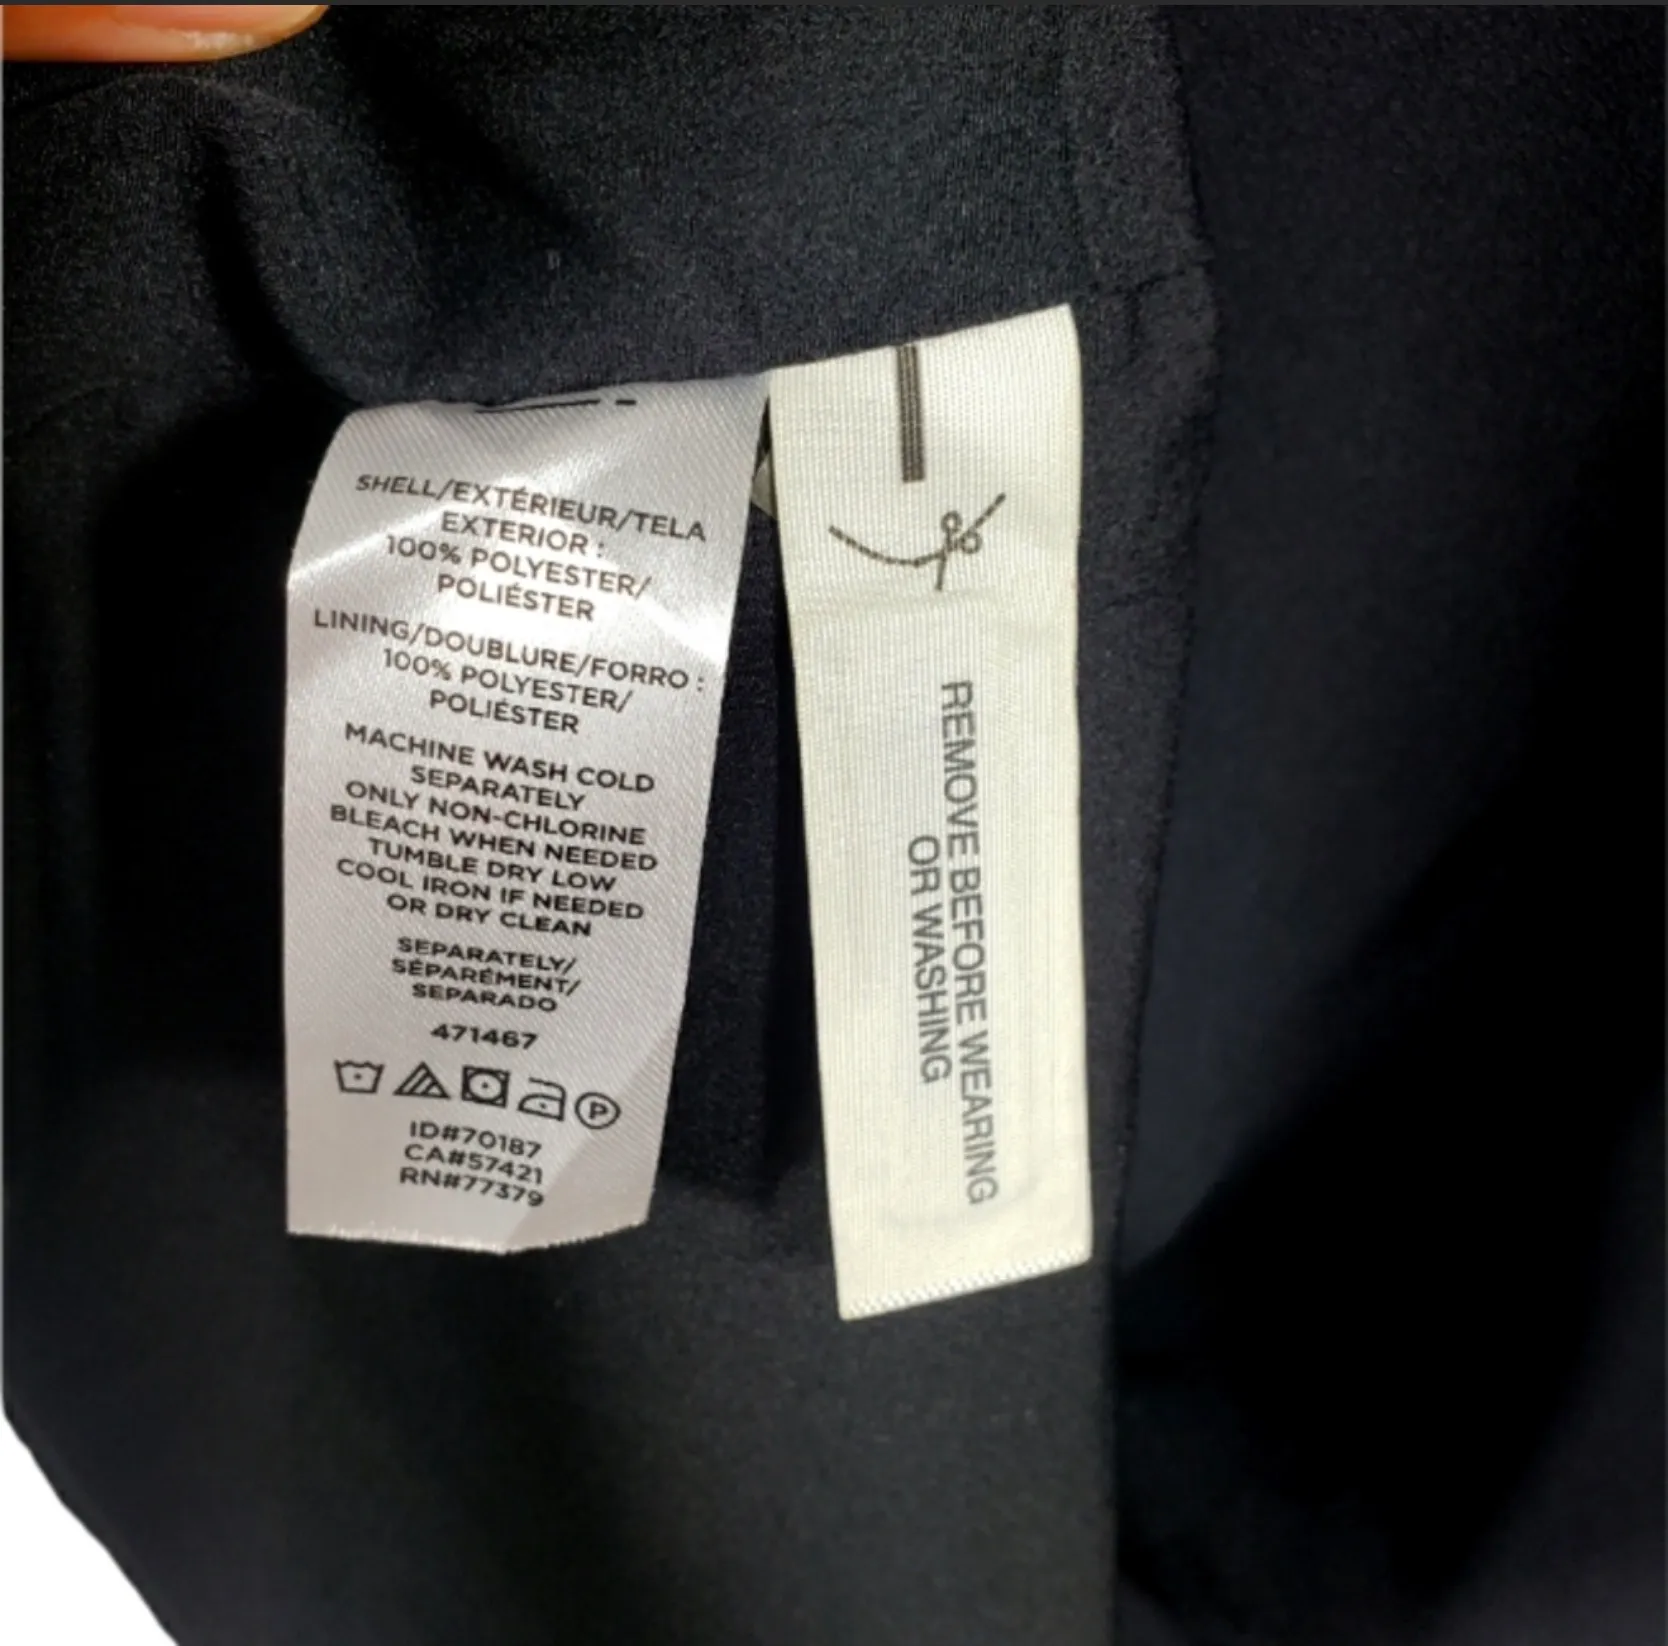 SHELL/EXTÉRIEUR/TELA
EXTERIOR :
100% POLYESTER/
POLIÉSTER
LINING/DOUBLURE/FORRO :
100% POLYESTER/
POLIÉSTER
MACHINE WASH COLD
SEPARATELY
ONLY NON-CHLORINE
BLEACH WHEN NEEDED
TUMBLE DRY LOW
COOL IRON IF NEEDED
OR DRY CLEAN
SEPARATELY/
SÉPARÉMENT/
SEPARADO
471467
P
ID#70187
CA#57421
RN#77379
REMOVE BEFORE WEARING
OR WASHING